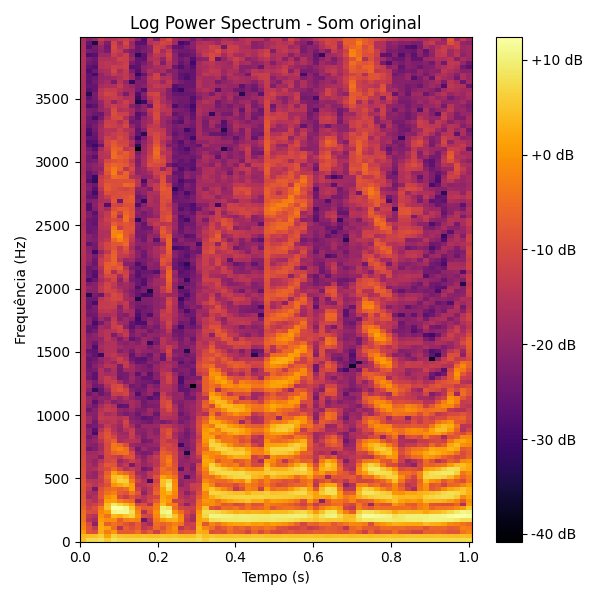 Log Power Spectrum - Som original
Frequência (Hz)
3500
3000
2500
2000
1500
1000
500
0
0.0 0.2 0.4 0.6 0.8 1.0
Tempo (s)
+10 dB
+0 dB
-10 dB
-20 dB
-30 dB
-40 dB